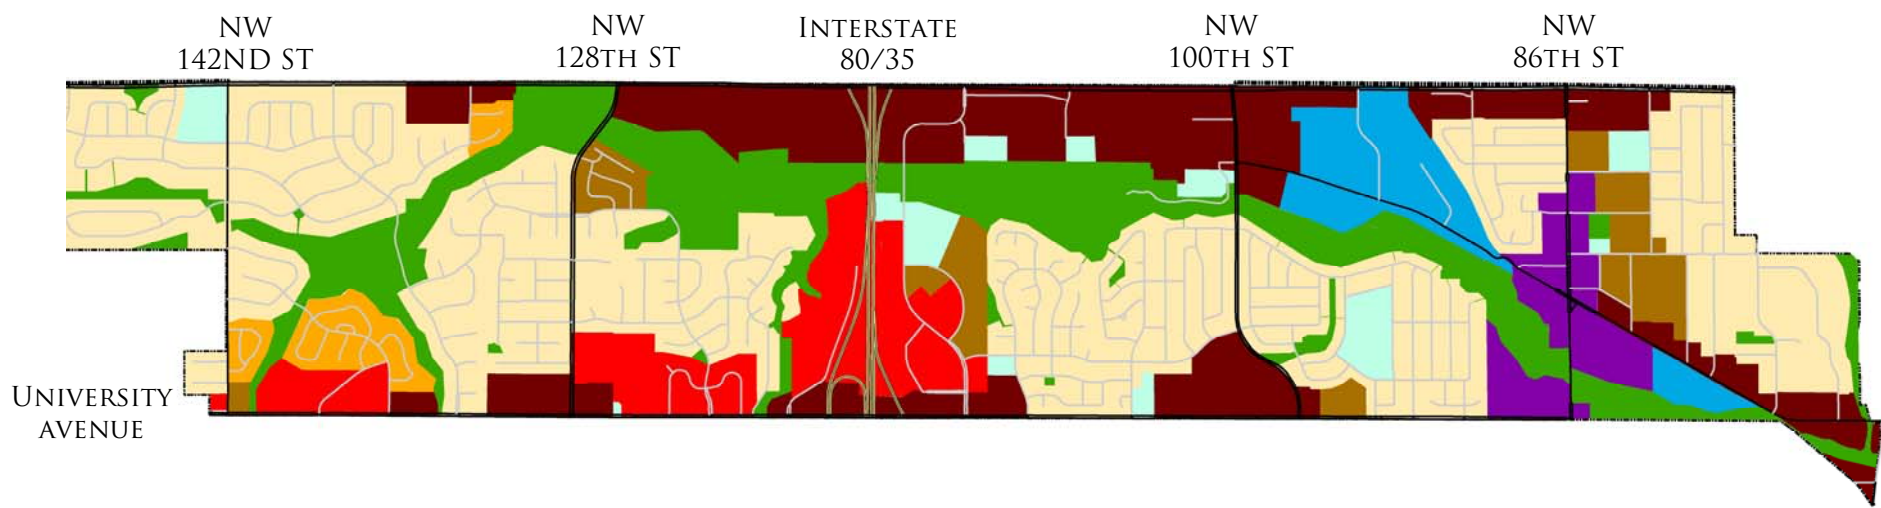 NW
142ND ST
NW
128TH ST
INTERSTATE
80/35
NW
100TH ST
NW
86TH ST
UNIVERSITY
AVENUE